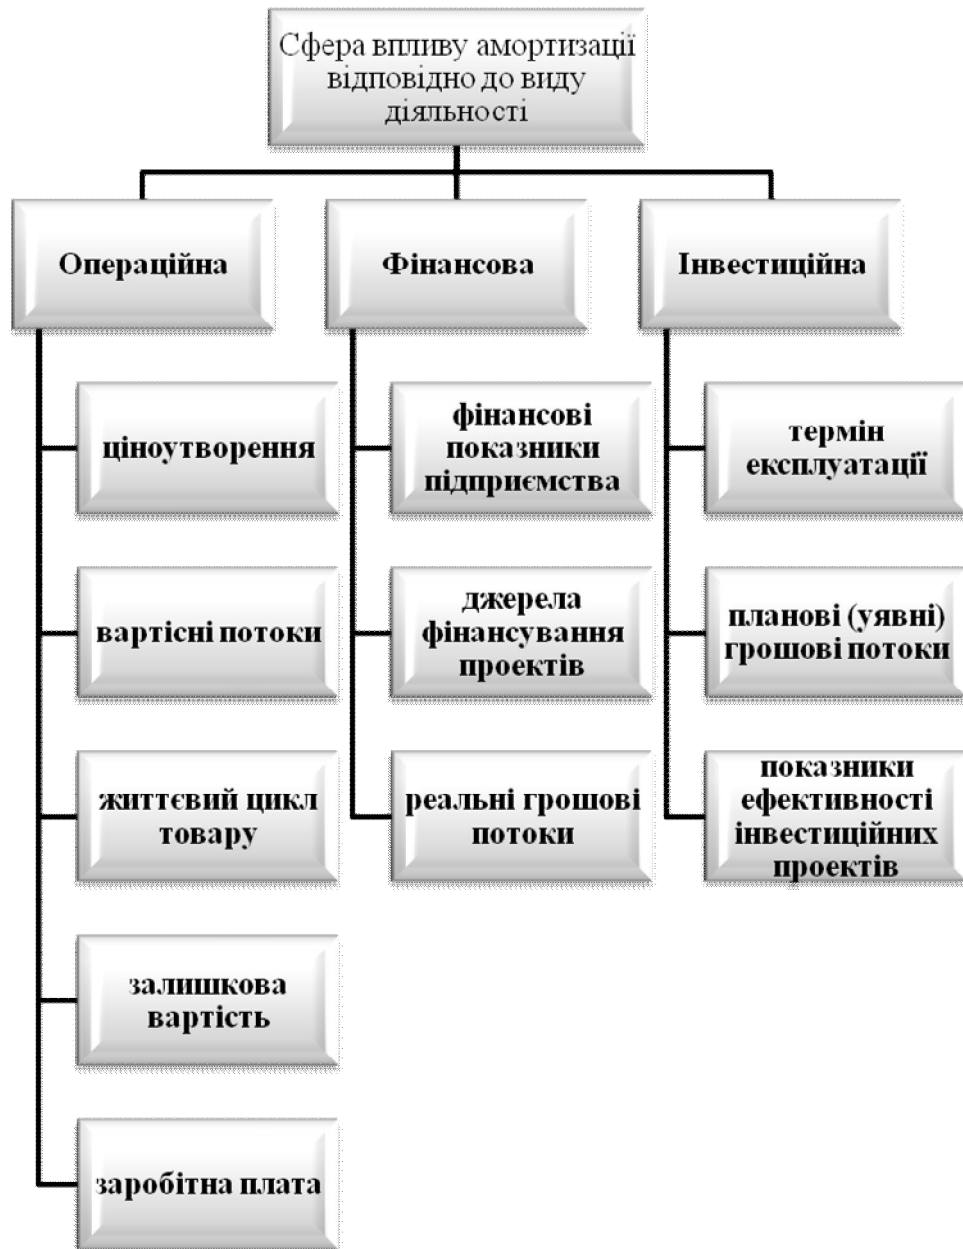 Сфера впливу амортизації
відповідно до виду
діяльності
Операційна
Фінансова
Інвестиційна
ціноутворення
фінансові
показники
підприємства
термін
експлуатації
вартісні потоки
джерела
фінансування
проектів
планові (уявні)
грошові потоки
життєвий цикл
товару
реальні грошові
потоки
показники
ефективності
інвестиційних
проектів
залишкова
вартість
заробітна плата